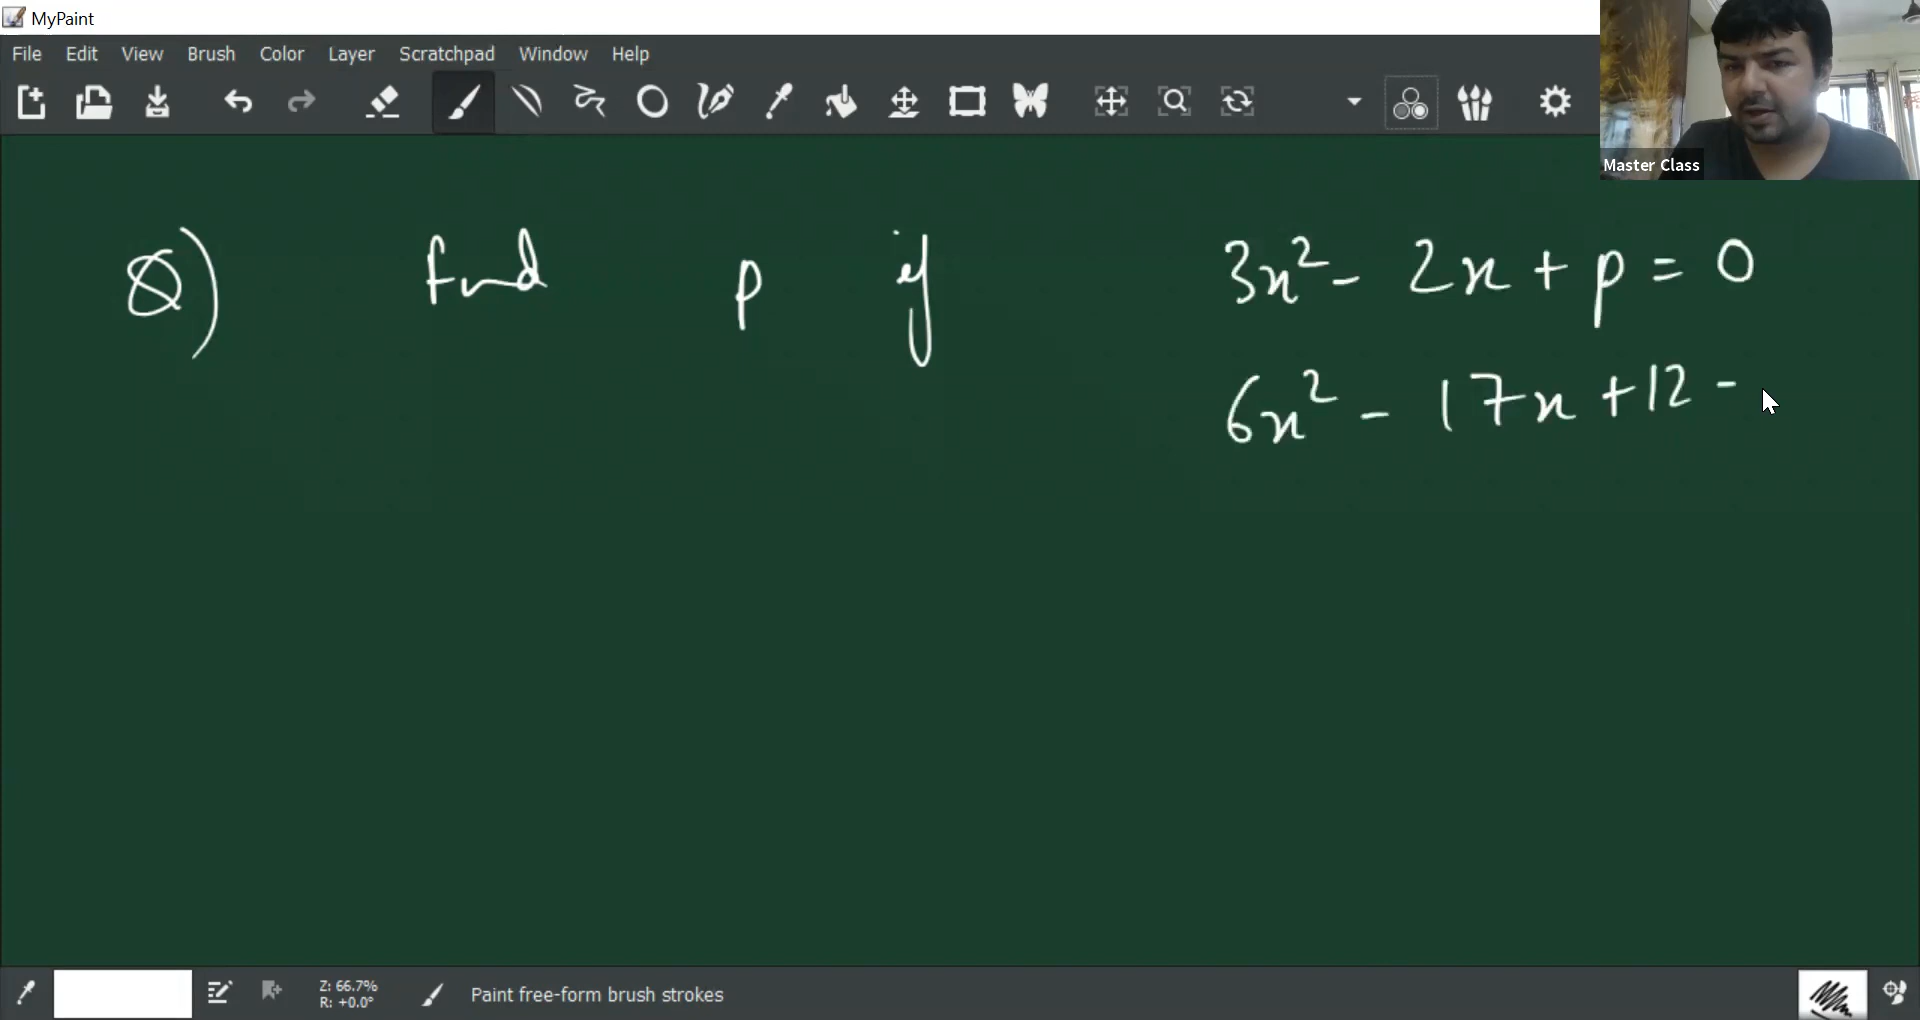 MyPaint
File Edit View Brush Color Layer Scratchpad Window Help
Master Class
Q) find p if 3x² - 2x + p = 0
6x² - 17x + 12 =
Z: 66.7%
R: +0.0°
Paint free-form brush strokes